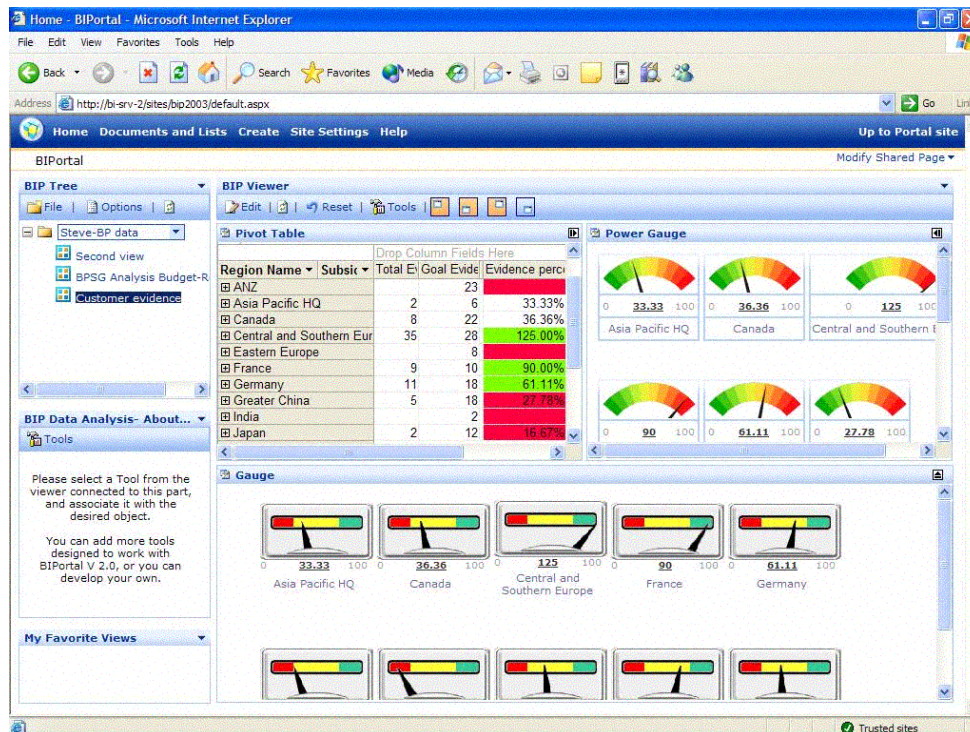 Home - BIPortal - Microsoft Internet Explorer
File Edit View Favorites Tools Help
Back Search Favorites Media
Address http://bi-srv-2/sites/bip2003/default.aspx Go Lin
Home Documents and Lists Create Site Settings Help Up to Portal site
BIPortal Modify Shared Page
BIP Tree
File | Options |
Steve-BP data
Second view
BPSG Analysis Budget-R
Customer evidence
BIP Data Analysis- About...
Tools
Please select a Tool from the
viewer connected to this part,
and associate it with the
desired object.
You can add more tools
designed to work with
BIPortal V 2.0, or you can
develop your own.
My Favorite Views
BIP Viewer
Edit | | Reset | Tools |
Pivot Table
Drop Column Fields Here
Region Name Subsic Total Ev Goal Evide Evidence perce
ANZ 23
Asia Pacific HQ 2 6 33.33%
Canada 8 22 36.36%
Central and Southern Eur 35 28 125.00%
Eastern Europe 8
France 9 10 90.00%
Germany 11 18 61.11%
Greater China 5 18 27.78%
India 2
Japan 2 12 16.67%
Power Gauge
0 33.33 100 0 36.36 100 0 125 100
Asia Pacific HQ Canada Central and Southern E
0 90 100 0 61.11 100 0 27.78 100
Gauge
0 33.33 100 0 36.36 100 0 125 100 0 90 100 0 61.11 100
Asia Pacific HQ Canada Central and Southern Europe France Germany
Trusted sites